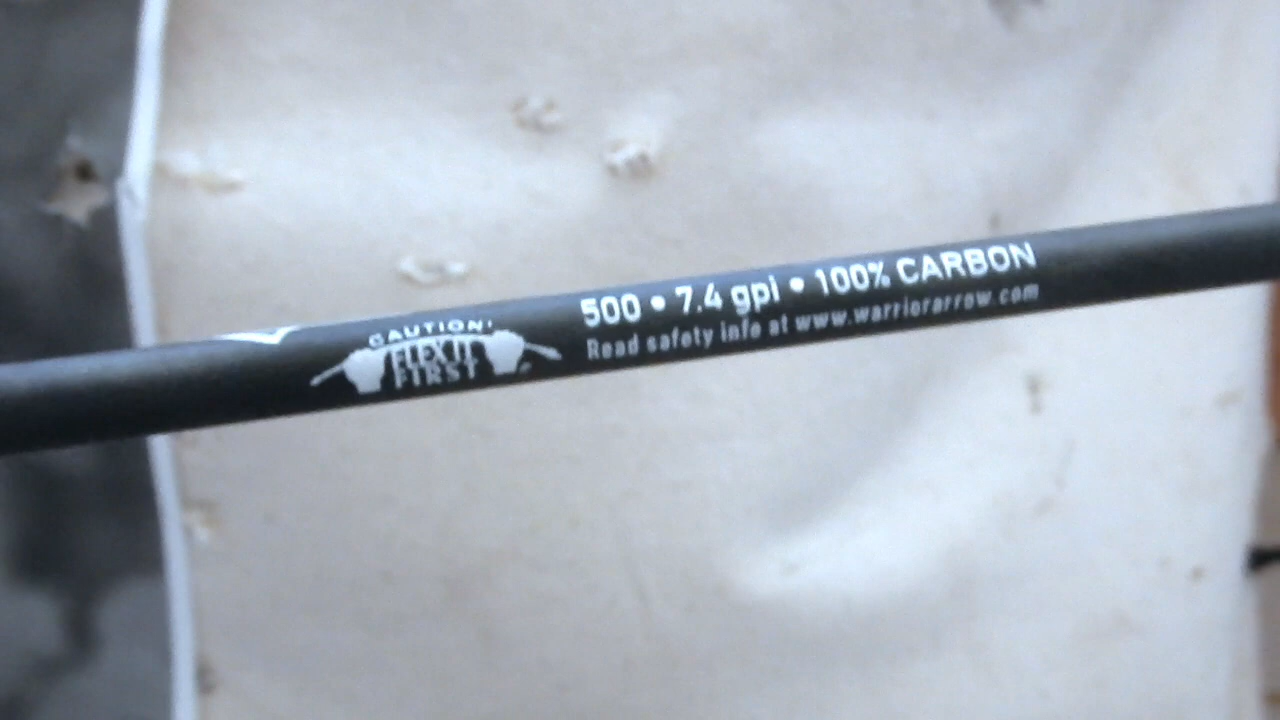 500 • 7.4 gpi • 100% CARBON
Read safety info at www.warriorarrow.com
CAUTION:
FLEX IT
FIRST